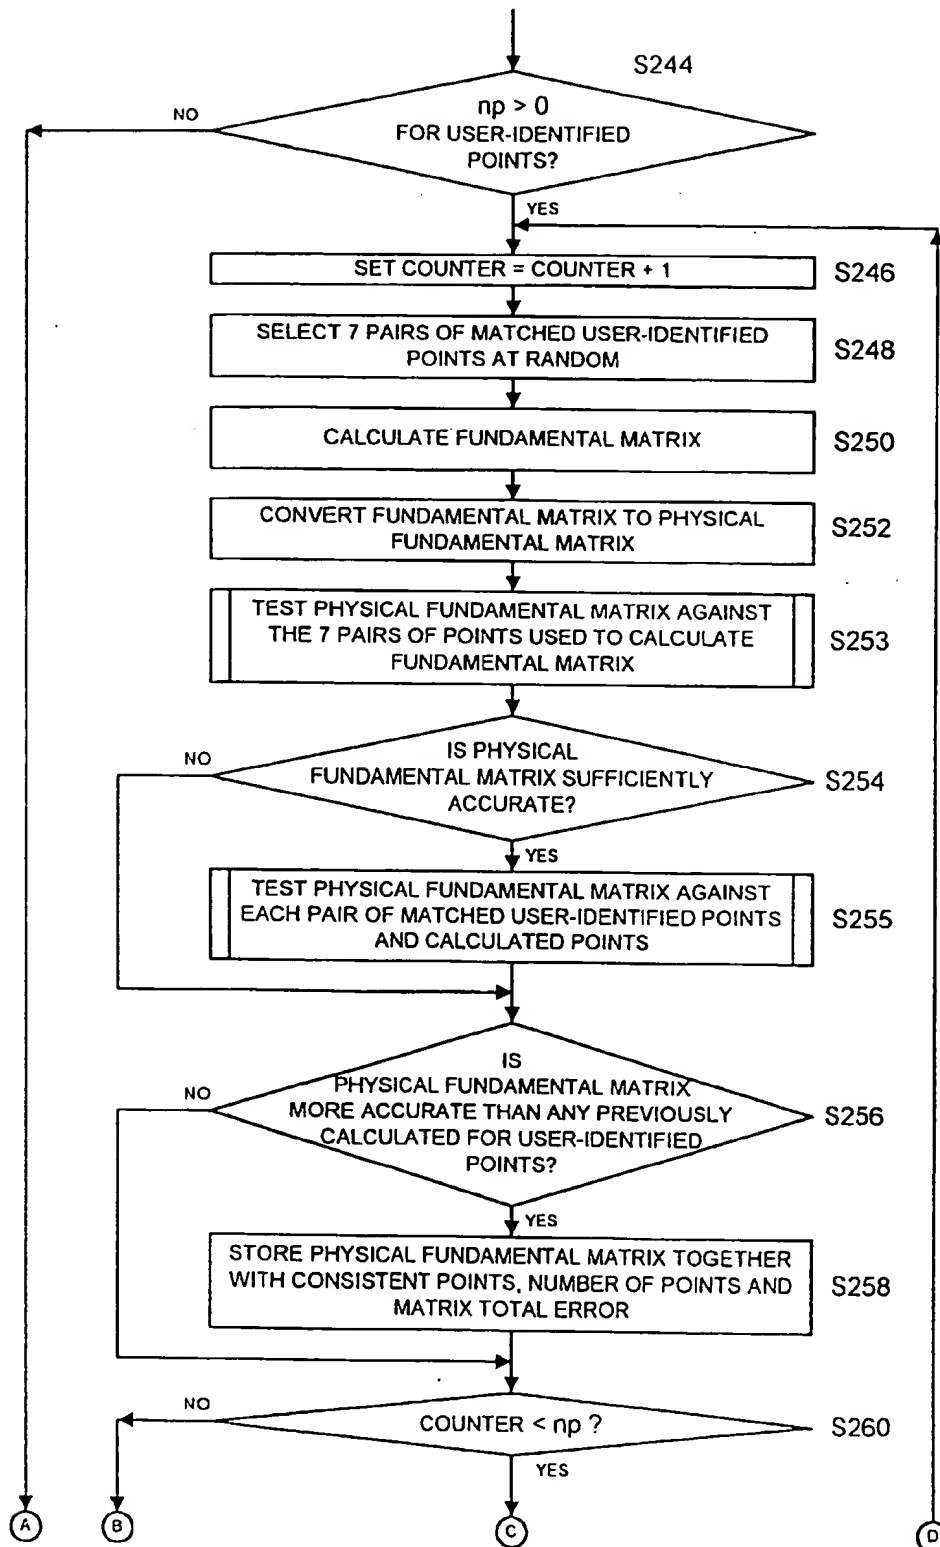 S244
np > 0
NO
FOR USER-IDENTIFIED
POINTS?
YES
SET COUNTER = COUNTER + 1
S246
SELECT 7 PAIRS OF MATCHED USER-IDENTIFIED
POINTS AT RANDOM
S248
CALCULATE FUNDAMENTAL MATRIX
S250
CONVERT FUNDAMENTAL MATRIX TO PHYSICAL
FUNDAMENTAL MATRIX
S252
TEST PHYSICAL FUNDAMENTAL MATRIX AGAINST
THE 7 PAIRS OF POINTS USED TO CALCULATE
FUNDAMENTAL MATRIX
S253
NO
IS PHYSICAL
FUNDAMENTAL MATRIX SUFFICIENTLY
ACCURATE?
S254
YES
TEST PHYSICAL FUNDAMENTAL MATRIX AGAINST
EACH PAIR OF MATCHED USER-IDENTIFIED POINTS
AND CALCULATED POINTS
S255
IS
NO
PHYSICAL FUNDAMENTAL MATRIX
MORE ACCURATE THAN ANY PREVIOUSLY
CALCULATED FOR USER-IDENTIFIED
POINTS?
S256
YES
STORE PHYSICAL FUNDAMENTAL MATRIX TOGETHER
WITH CONSISTENT POINTS, NUMBER OF POINTS AND
MATRIX TOTAL ERROR
S258
NO
COUNTER < np ?
S260
YES
A
B
C
D